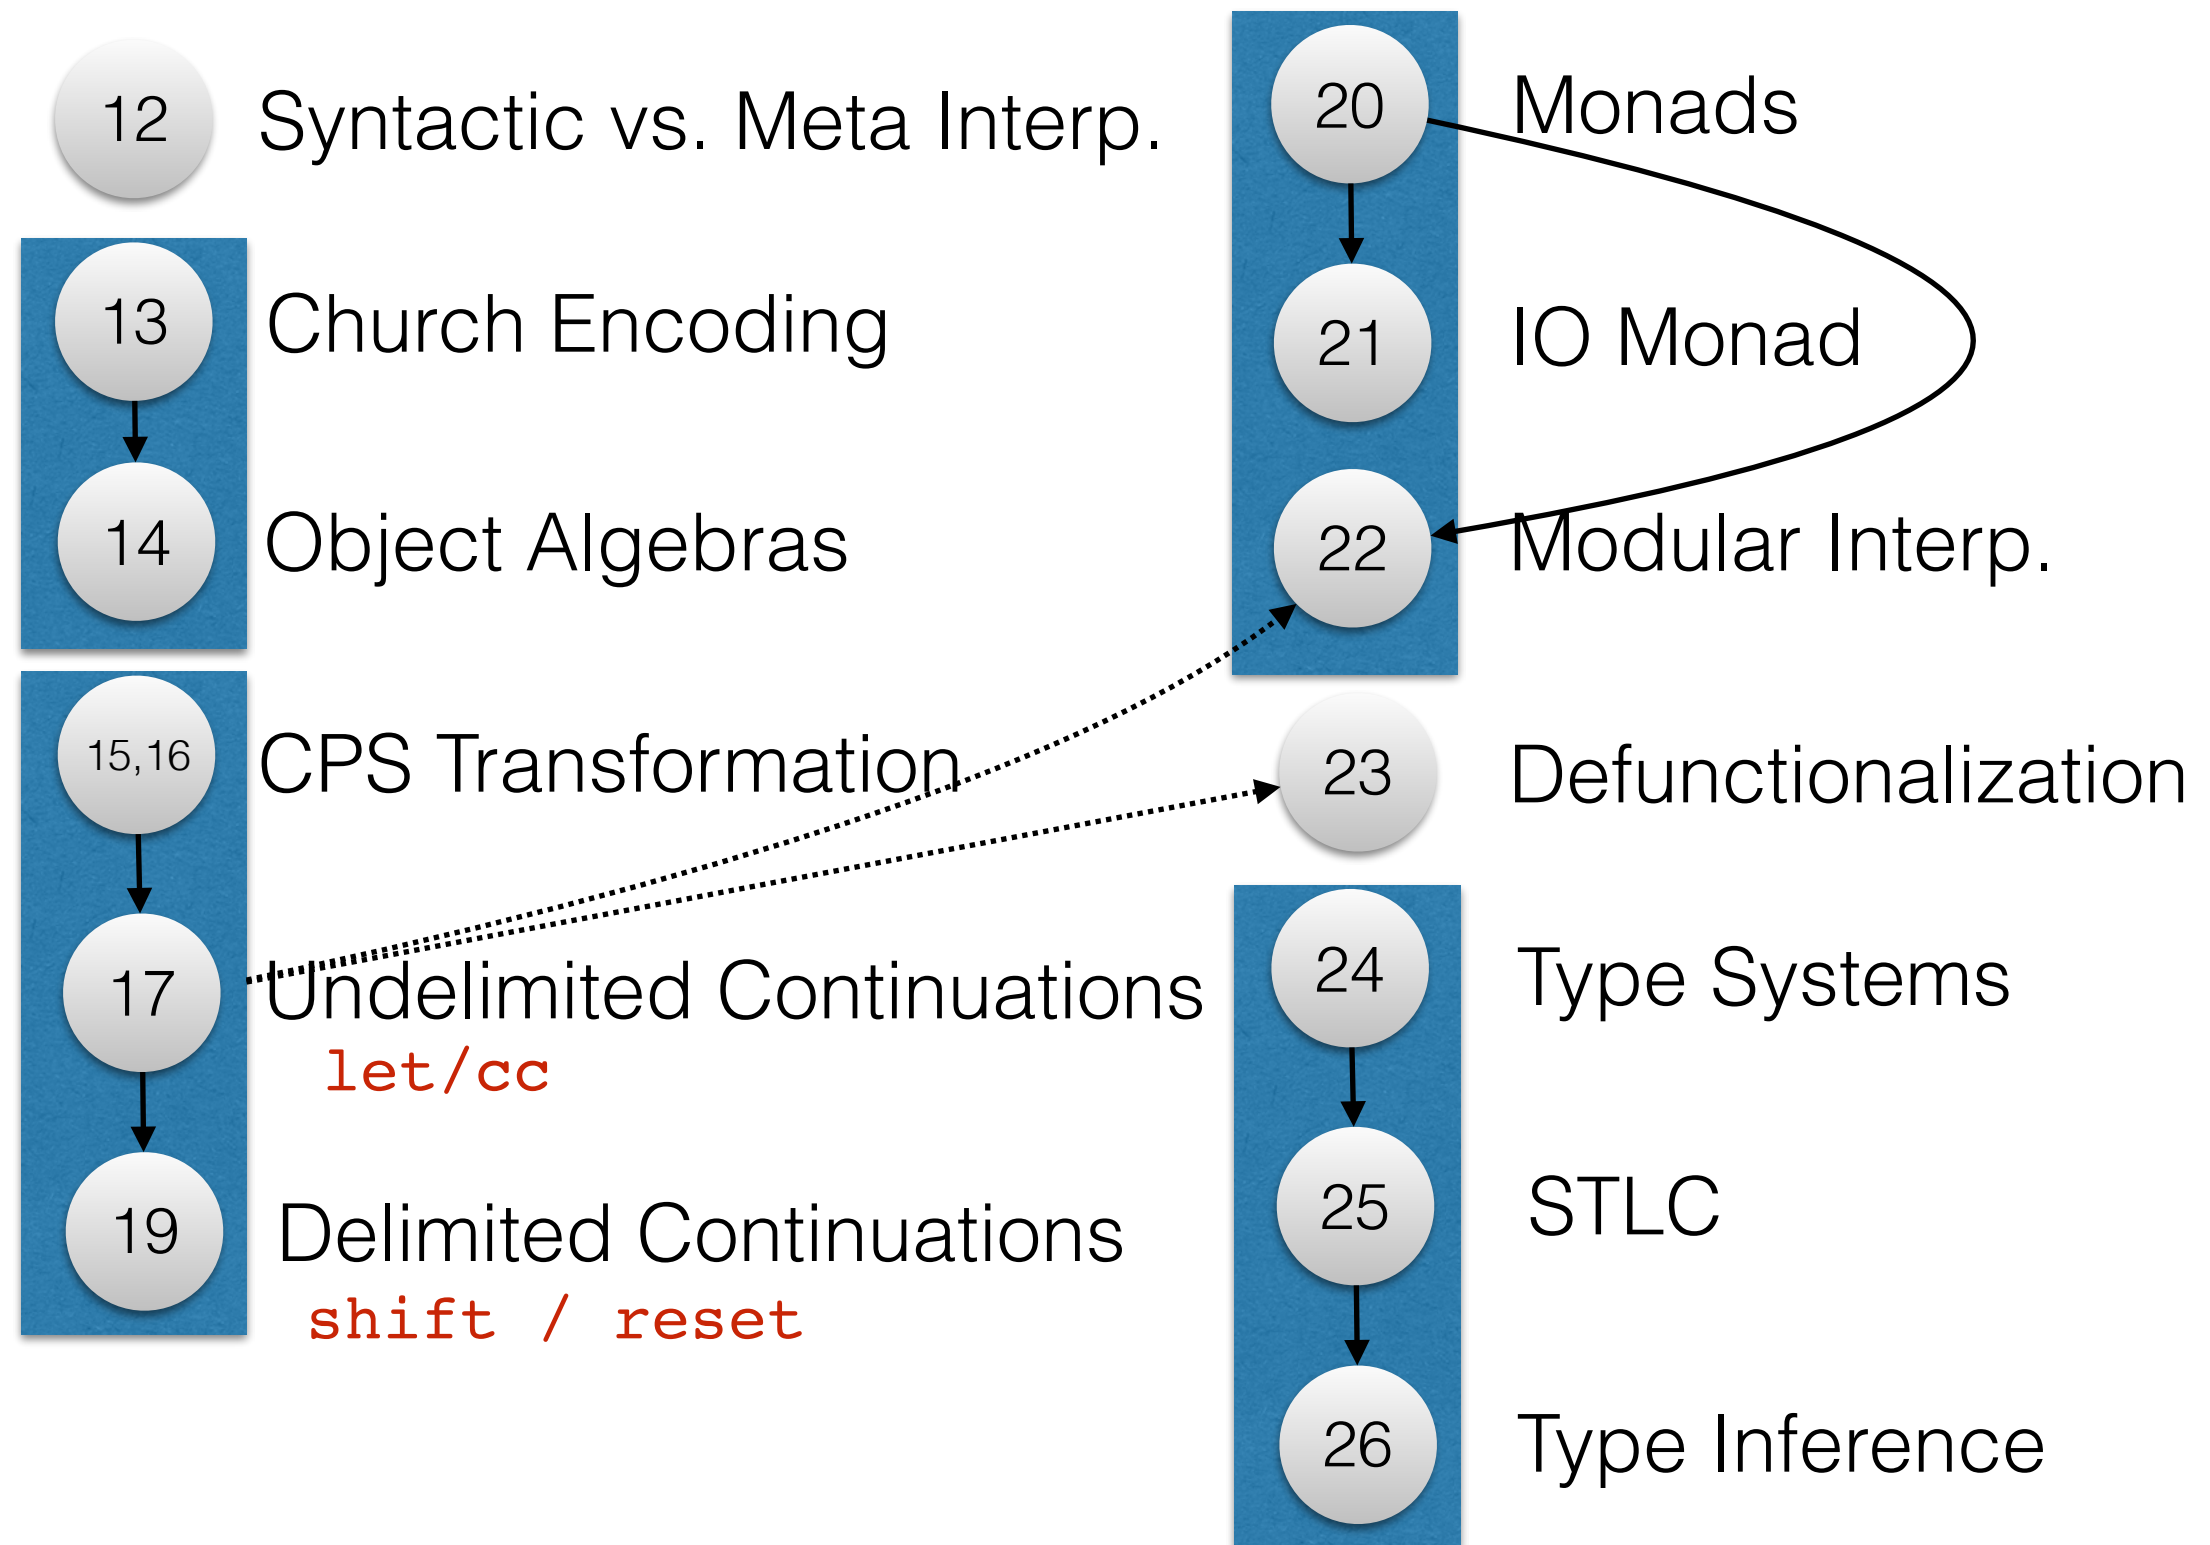 12 Syntactic vs. Meta Interp.
13 Church Encoding
14 Object Algebras
15,16 CPS Transformation
17 Undelimited Continuations
let/cc
19 Delimited Continuations
shift / reset
20 Monads
21 IO Monad
22 Modular Interp.
23 Defunctionalization
24 Type Systems
25 STLC
26 Type Inference